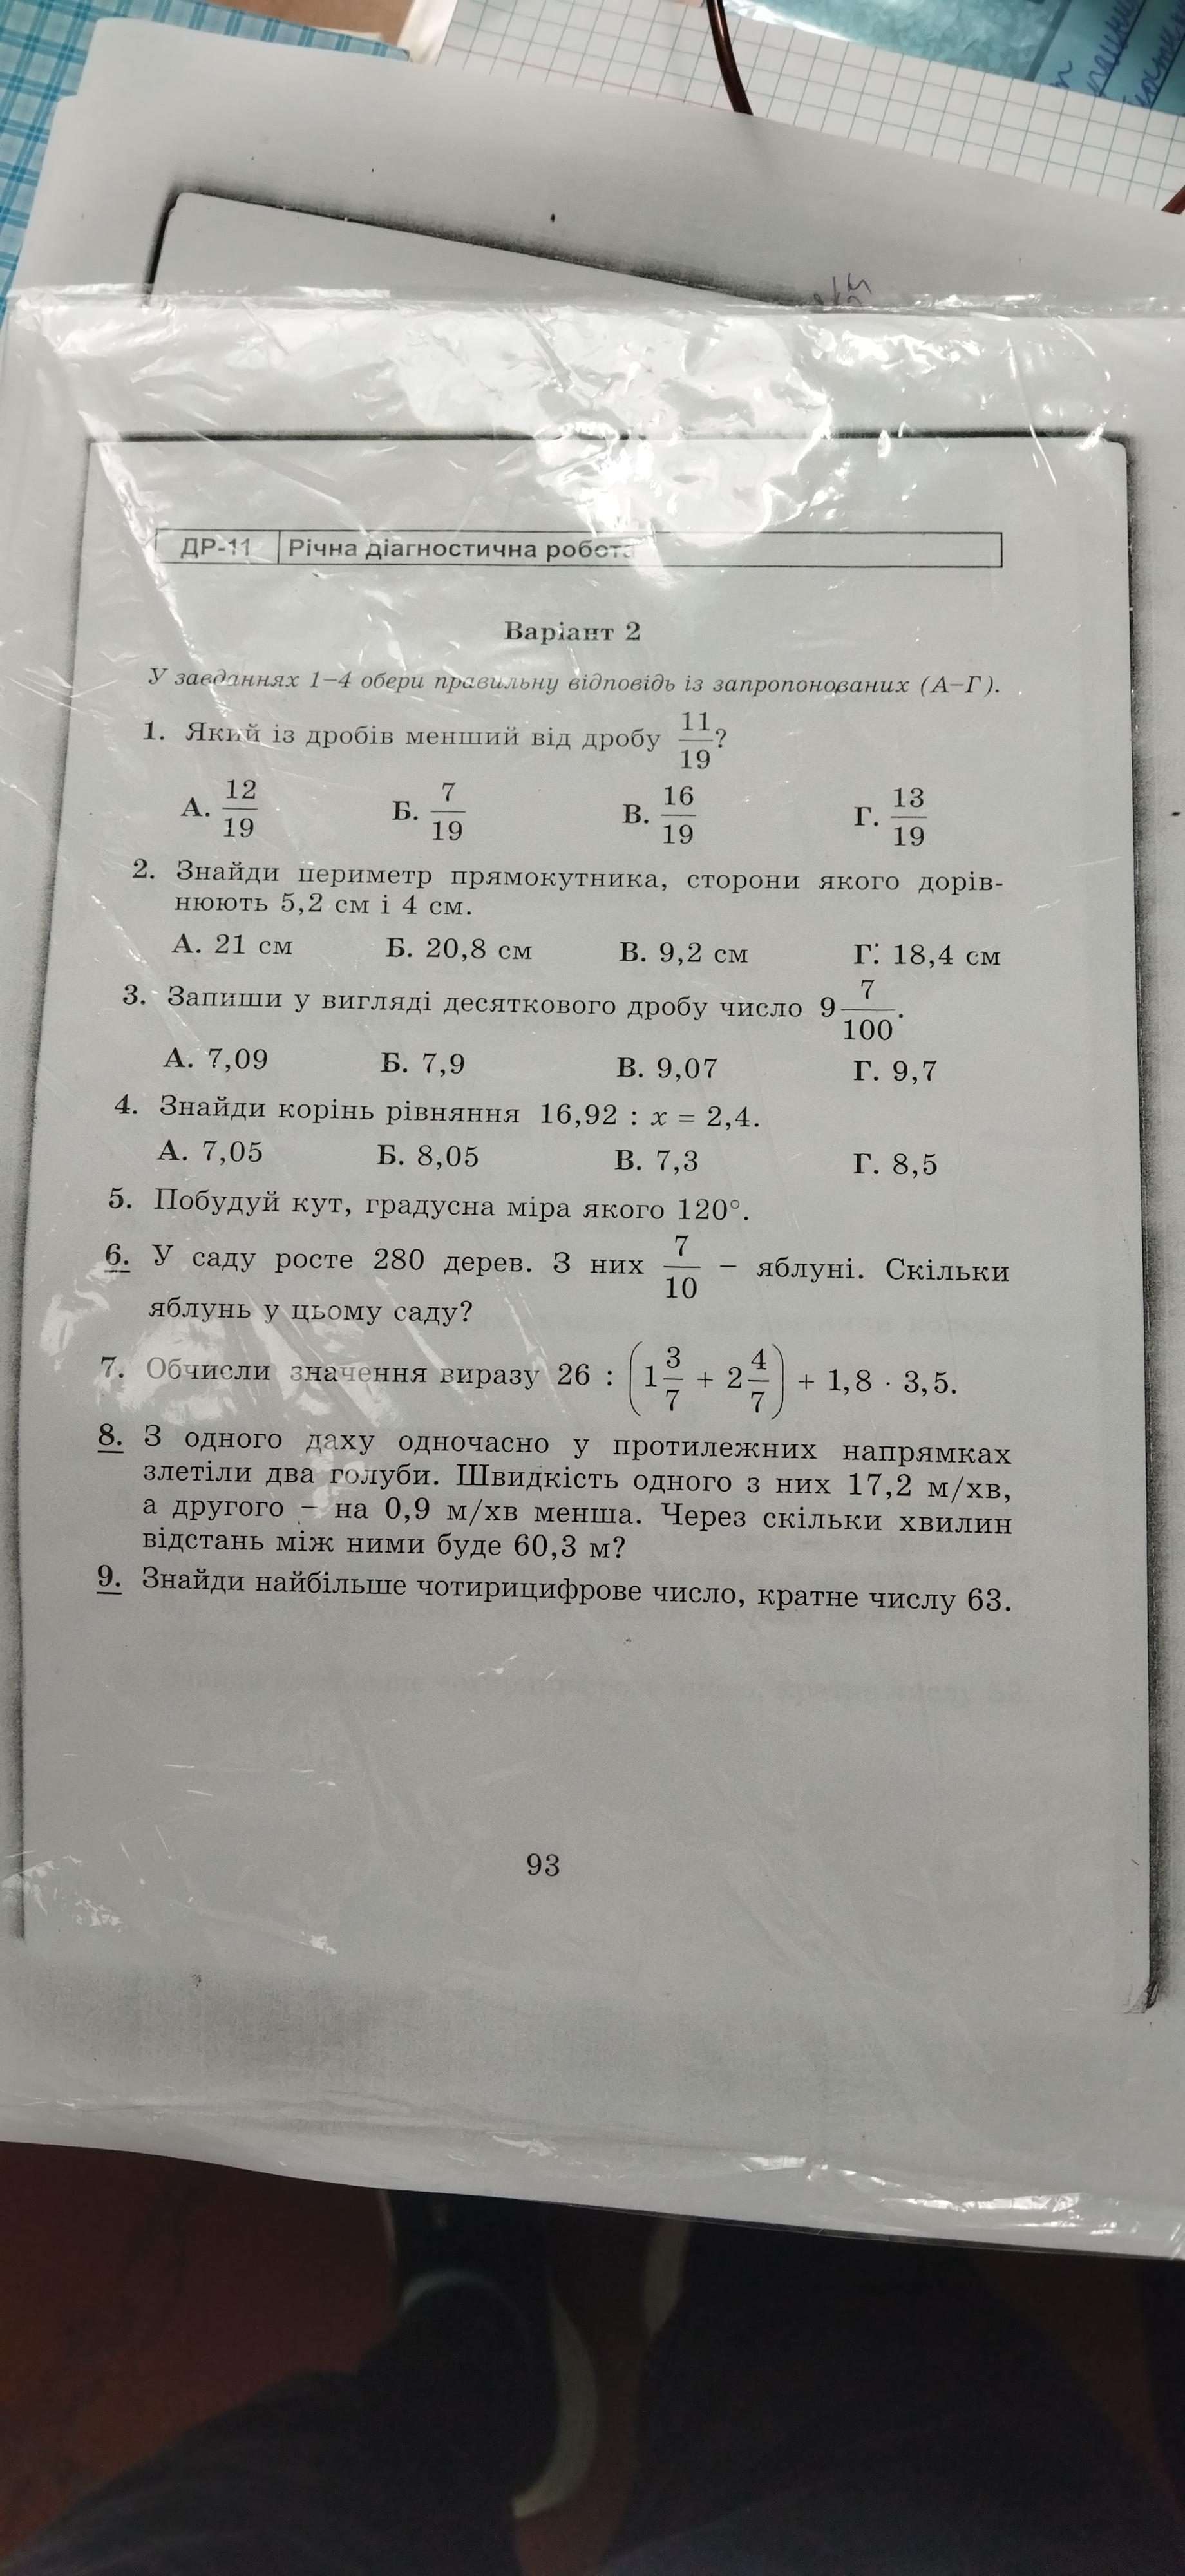 ДР-11 Річна діагностична робота
Варіант 2
У завданнях 1–4 обери правильну відповідь із запропонованих (А–Г).
1. Який із дробів менший від дробу 11/19?
А. 12/19 Б. 7/19 В. 16/19 Г. 13/19
2. Знайди периметр прямокутника, сторони якого дорів-
нюють 5,2 см і 4 см.
А. 21 см Б. 20,8 см В. 9,2 см Г. 18,4 см
3. Запиши у вигляді десяткового дробу число 9 7/100.
А. 7,09 Б. 7,9 В. 9,07 Г. 9,7
4. Знайди корінь рівняння 16,92 : x = 2,4.
А. 7,05 Б. 8,05 В. 7,3 Г. 8,5
5. Побудуй кут, градусна міра якого 120°.
6. У саду росте 280 дерев. З них 7/10 – яблуні. Скільки
яблунь у цьому саду?
7. Обчисли значення виразу 26 : (1 3/7 + 2 4/7) + 1,8 · 3,5.
8. З одного даху одночасно у протилежних напрямках
злетіли два голуби. Швидкість одного з них 17,2 м/хв,
а другого – на 0,9 м/хв менша. Через скільки хвилин
відстань між ними буде 60,3 м?
9. Знайди найбільше чотирицифрове число, кратне числу 63.
93